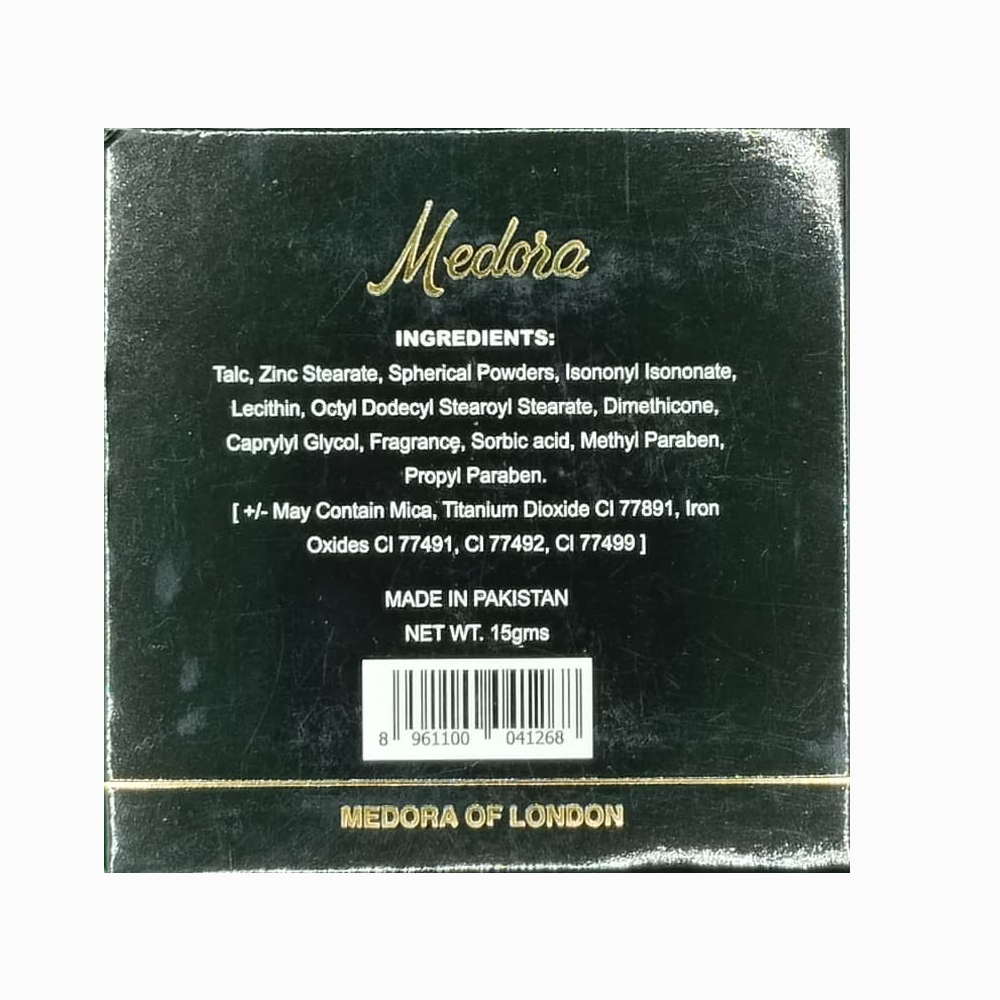 Medora
INGREDIENTS:
Talc, Zinc Stearate, Spherical Powders, Isononyl Isononate,
Lecithin, Octyl Dodecyl Stearoyl Stearate, Dimethicone,
Caprylyl Glycol, Fragrance, Sorbic acid, Methyl Paraben,
Propyl Paraben.
[ +/- May Contain Mica, Titanium Dioxide CI 77891, Iron
Oxides CI 77491, CI 77492, CI 77499 ]
MADE IN PAKISTAN
NET WT. 15gms
8 961100 041268
MEDORA OF LONDON